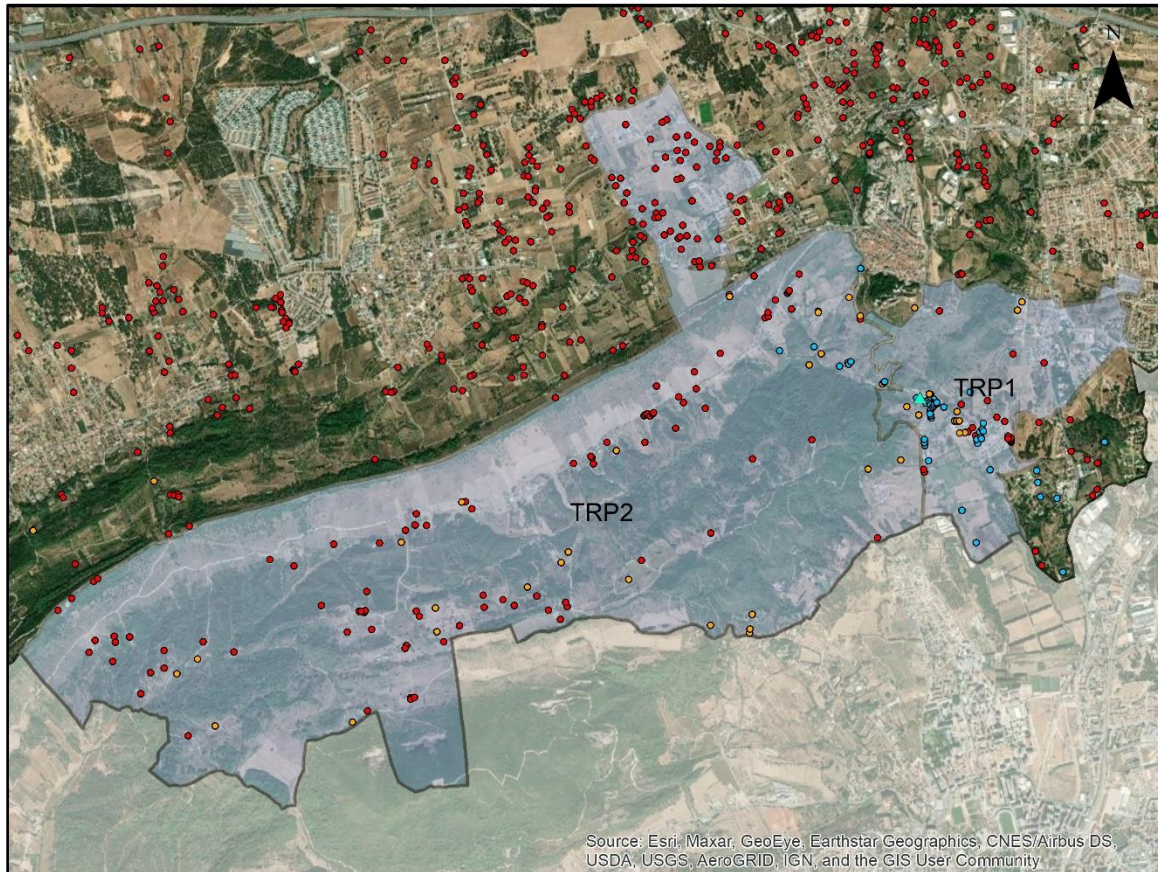 N
TRP1
TRP2
Source: Esri, Maxar, GeoEye, Earthstar Geographics, CNES/Airbus DS,
USDA, USGS, AeroGRID, IGN, and the GIS User Community